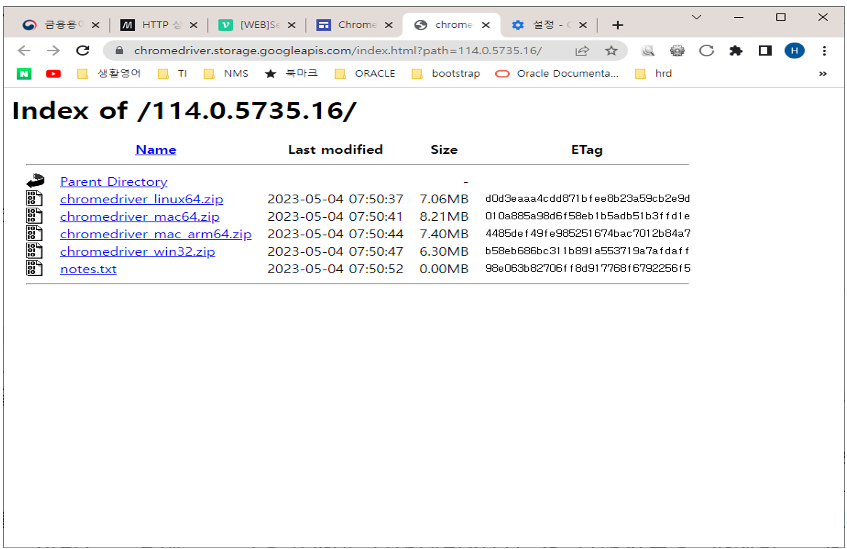 금융용어
HTTP 상
[WEB]Se
Chrome
chrome
설정 - C
chromedriver.storage.googleapis.com/index.html?path=114.0.5735.16/
H
N 생활영어 TI NMS 북마크 ORACLE bootstrap Oracle Documenta... hrd »
Index of /114.0.5735.16/
Name Last modified Size ETag
Parent Directory -
chromedriver_linux64.zip 2023-05-04 07:50:37 7.06MB d0d3eaaa4cdd871bfee8b23a59cb2e9d
chromedriver_mac64.zip 2023-05-04 07:50:41 8.21MB 010a885a98d6f58eb1b5adb51b3ffd1e
chromedriver_mac_arm64.zip 2023-05-04 07:50:44 7.40MB 4485def49fe985251674bac7012b84a7
chromedriver_win32.zip 2023-05-04 07:50:47 6.30MB b58eb686bc311b891a553719a7afdaff
notes.txt 2023-05-04 07:50:52 0.00MB 98e063b82706ff8d917768f6792256f5